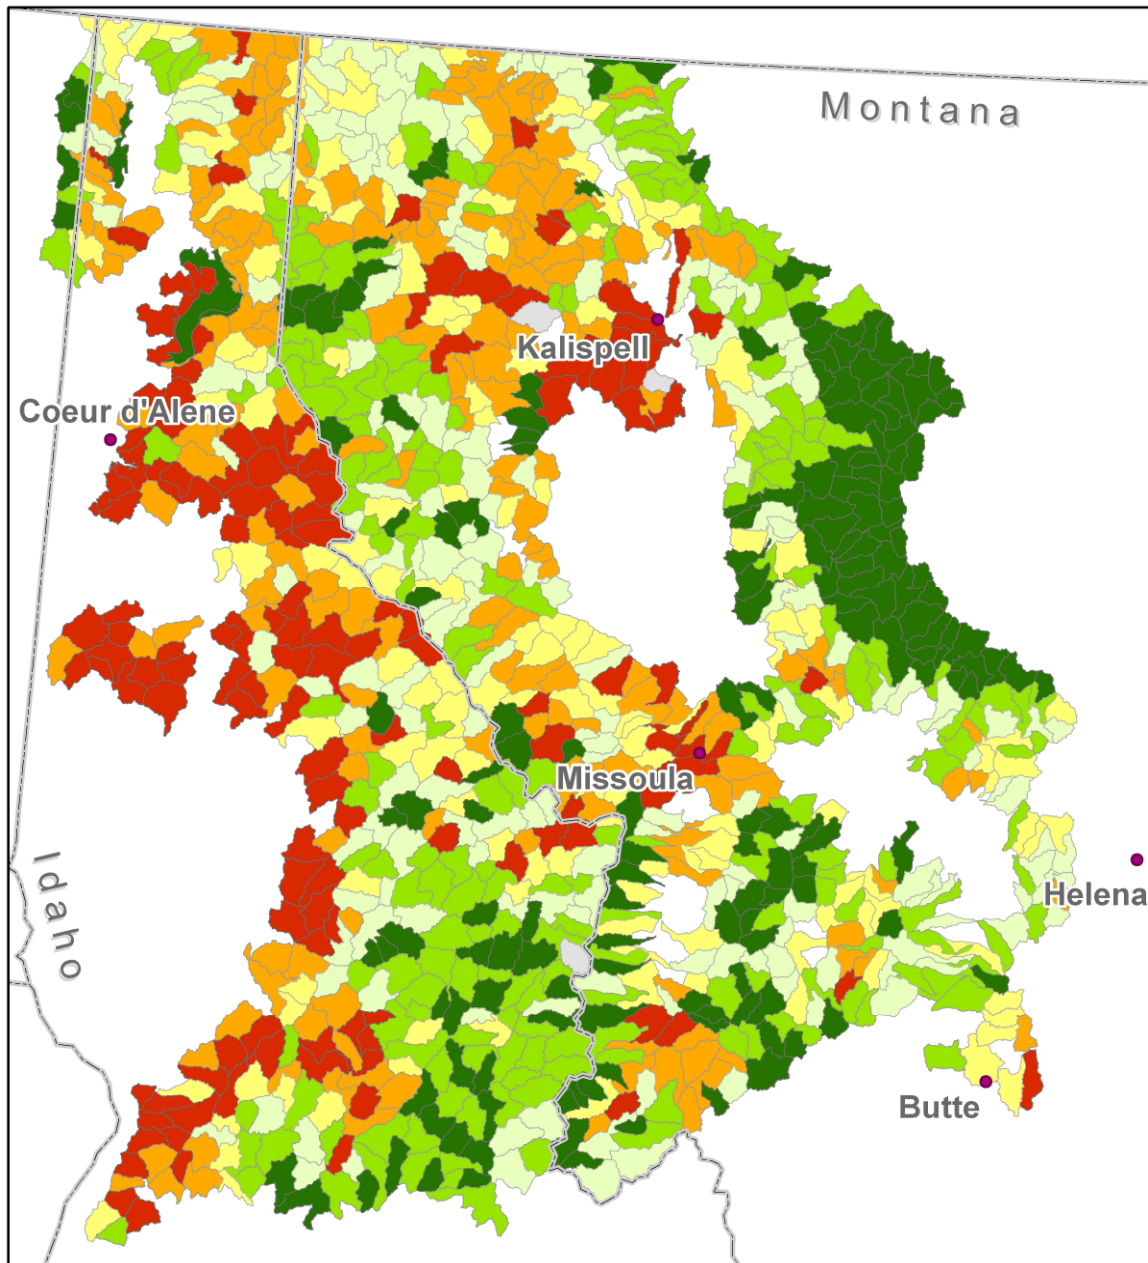 Montana
Kalispell
Coeur d'Alene
Missoula
Idaho
Helena
Butte